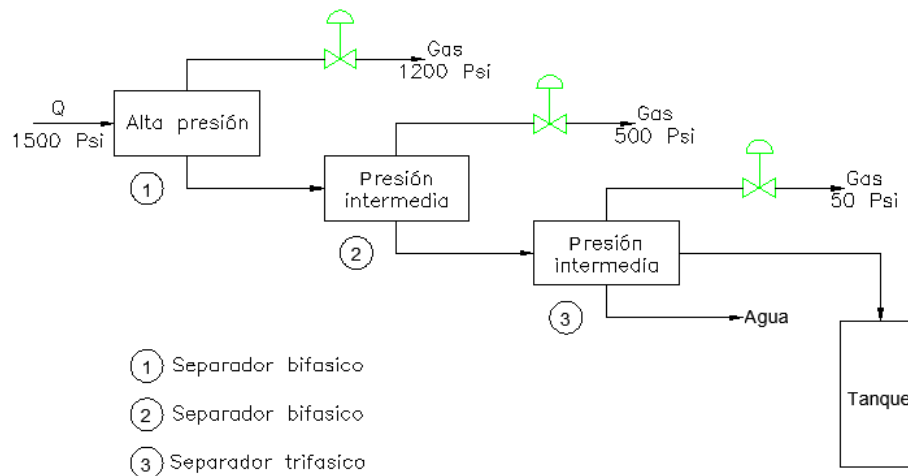 Gas
1200 Psi
Q
1500 Psi
Alta presión
1
Gas
500 Psi
Presión
intermedia
2
Gas
50 Psi
Presión
intermedia
3
Agua
Tanque
1 Separador bifasico
2 Separador bifasico
3 Separador trifasico